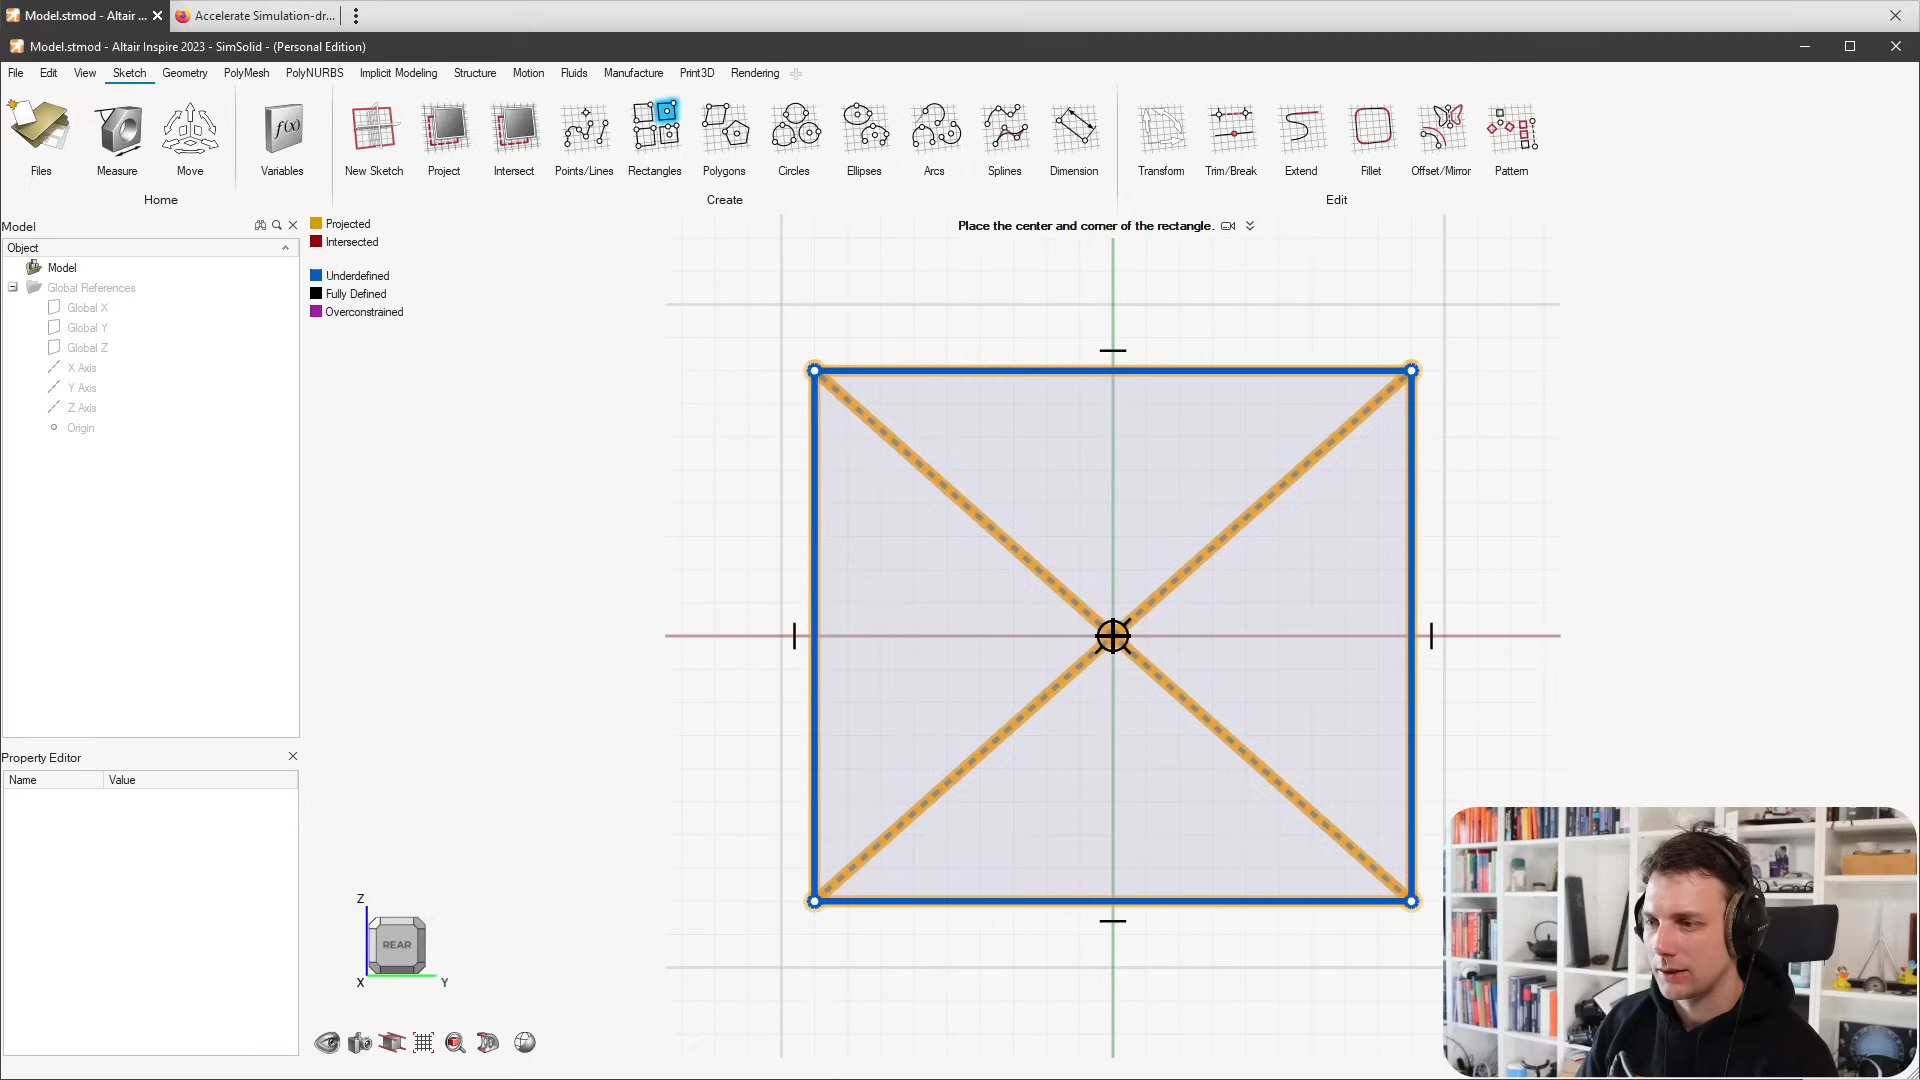 Model.stmod - Altair ...
Accelerate Simulation-dr...
Model.stmod - Altair Inspire 2023 - SimSolid - (Personal Edition)
File Edit View Sketch Geometry PolyMesh PolyNURBS Implicit Modeling Structure Motion Fluids Manufacture Print3D Rendering
f(x)
Files Measure Move Variables New Sketch Project Intersect Points/Lines Rectangles Polygons Circles Ellipses Arcs Splines Dimension Transform Trim/Break Extend Fillet Offset/Mirror Pattern
Home Create Edit
Model
Object
Model
Global References
Global X
Global Y
Global Z
X Axis
Y Axis
Z Axis
Origin
Projected
Intersected
Underdefined
Fully Defined
Overconstrained
Place the center and corner of the rectangle.
Property Editor
Name Value
Z
REAR
X Y